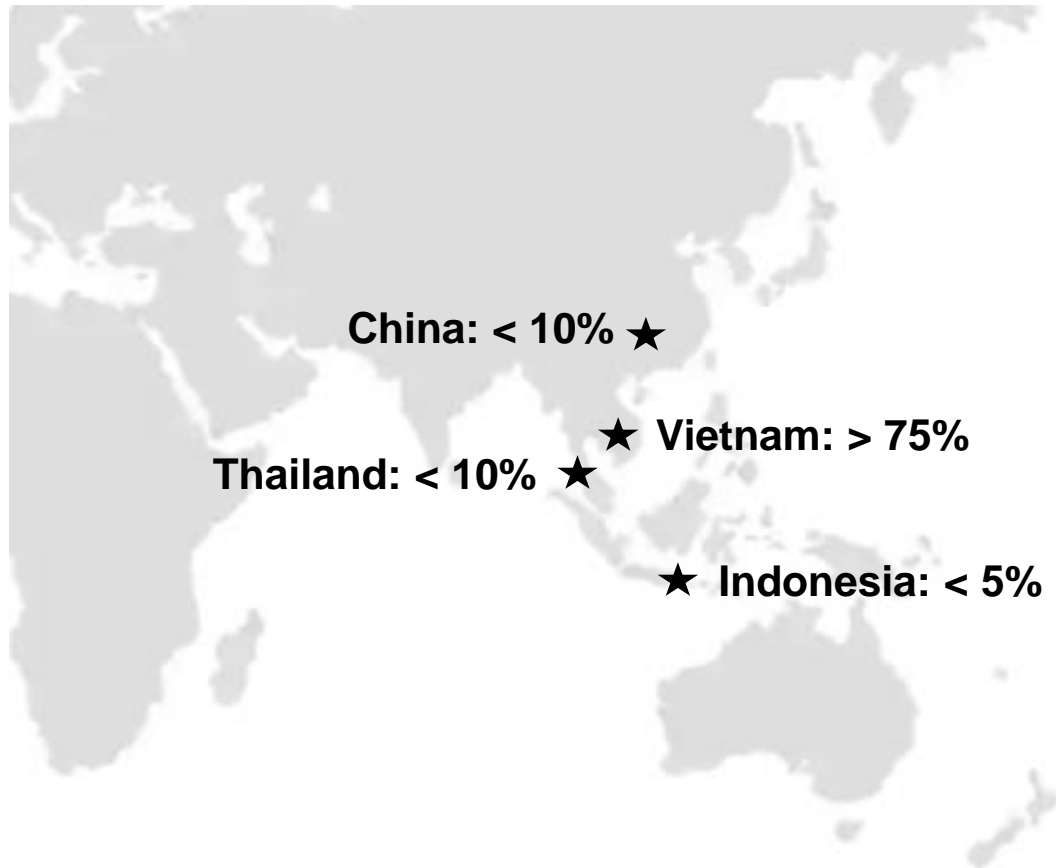 China: < 10%
Vietnam: > 75%
Thailand: < 10%
Indonesia: < 5%